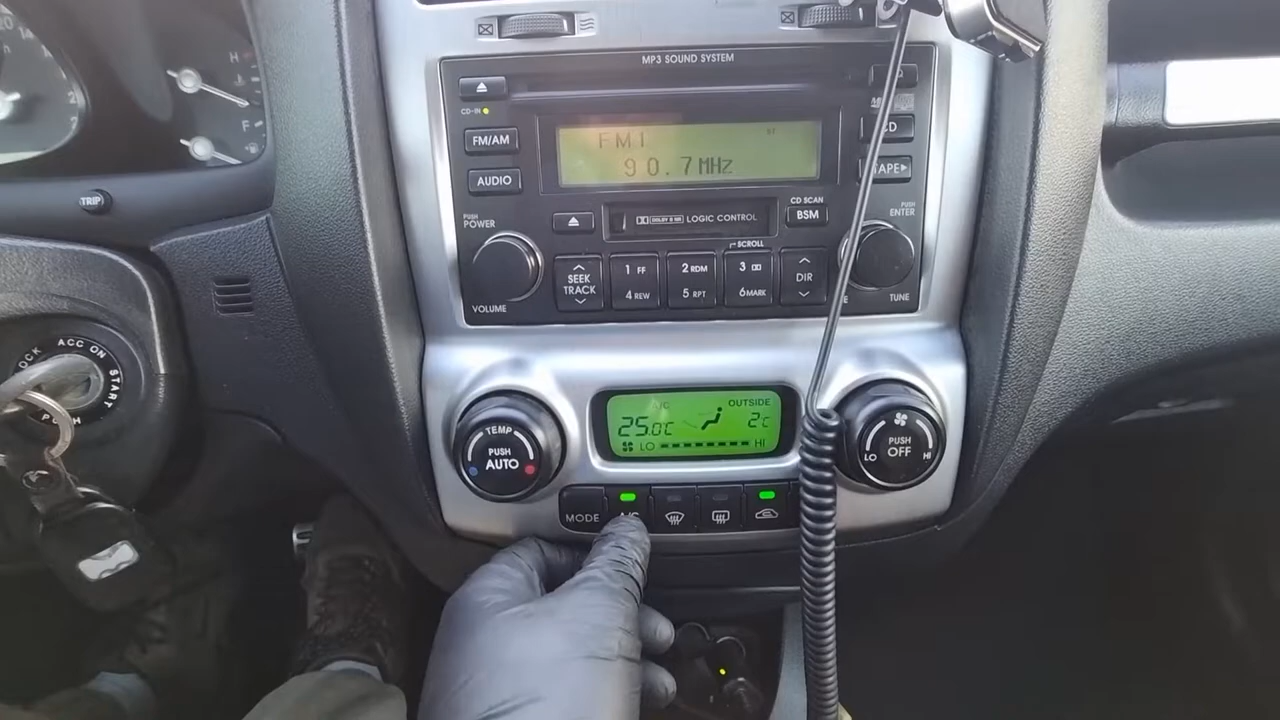 MP3 SOUND SYSTEM
CD-IN
FM/AM
FM1
ST
90.7MHz
CD
AUDIO
TAPE▶
PUSH
POWER
DOLBY B NR
LOGIC CONTROL
CD SCAN
BSM
PUSH
ENTER
SEEK
TRACK
1 FF
2 RDM
SCROLL
3
DIR
4 REW
5 RPT
6 MARK
VOLUME
TUNE
H
F
TRIP
LOCK ACC ON START
PUSH
TEMP
PUSH
AUTO
A/C
OUTSIDE
25.0C
2C
LO
HI
PUSH
OFF
LO
HI
MODE
A/C